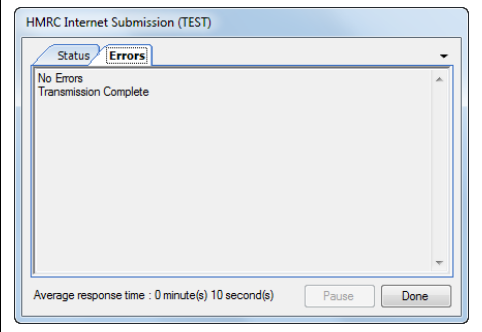 HMRC Internet Submission (TEST)
Status Errors
No Errors
Transmission Complete
Average response time : 0 minute(s) 10 second(s) Pause Done